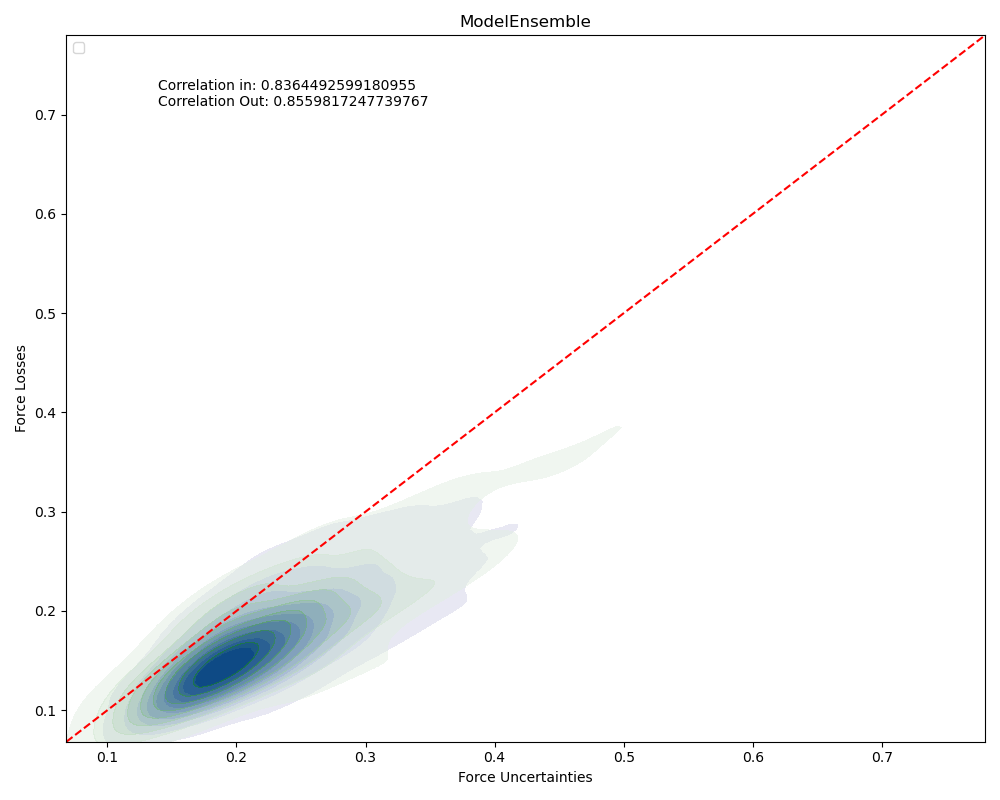 ModelEnsemble
Correlation in: 0.8364492599180955
Correlation Out: 0.8559817247739767
Force Losses
0.7
0.6
0.5
0.4
0.3
0.2
0.1
0.1 0.2 0.3 0.4 0.5 0.6 0.7
Force Uncertainties